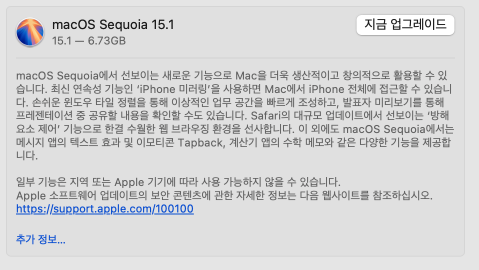 macOS Sequoia 15.1
지금 업그레이드
15.1 — 6.73GB
macOS Sequoia에서 선보이는 새로운 기능으로 Mac을 더욱 생산적이고 창의적으로 활용할 수 있
습니다. 최신 연속성 기능인 ‘iPhone 미러링’을 사용하면 Mac에서 iPhone 전체에 접근할 수 있습니
다. 손쉬운 윈도우 타일 정렬을 통해 이상적인 업무 공간을 빠르게 조성하고, 발표자 미리보기를 통해
프레젠테이션 중 공유할 내용을 확인할 수도 있습니다. Safari의 대규모 업데이트에서 선보이는 ‘방해
요소 제어’ 기능으로 한결 수월한 웹 브라우징 환경을 선사합니다. 이 외에도 macOS Sequoia에서는
메시지 앱의 텍스트 효과 및 이모티콘 Tapback, 계산기 앱의 수학 메모와 같은 다양한 기능을 제공합
니다.
일부 기능은 지역 또는 Apple 기기에 따라 사용 가능하지 않을 수 있습니다.
Apple 소프트웨어 업데이트의 보안 콘텐츠에 관한 자세한 정보는 다음 웹사이트를 참조하십시오.
https://support.apple.com/100100
추가 정보...